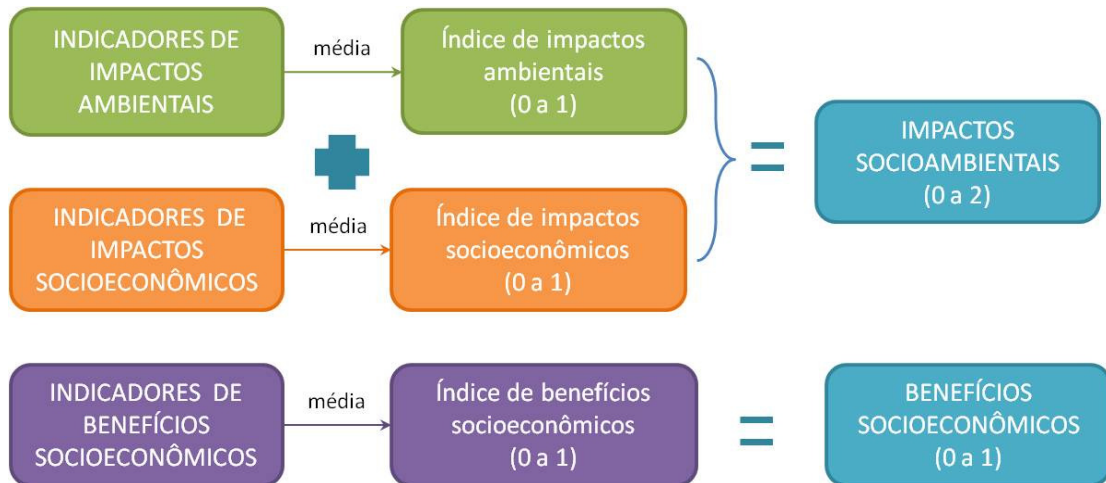 INDICADORES DE
IMPACTOS
AMBIENTAIS
média
Índice de impactos
ambientais
(0 a 1)
INDICADORES DE
IMPACTOS
SOCIOECONÔMICOS
média
Índice de impactos
socioeconômicos
(0 a 1)
IMPACTOS
SOCIOAMBIENTAIS
(0 a 2)
INDICADORES DE
BENEFÍCIOS
SOCIOECONÔMICOS
média
Índice de benefícios
socioeconômicos
(0 a 1)
BENEFÍCIOS
SOCIOECONÔMICOS
(0 a 1)